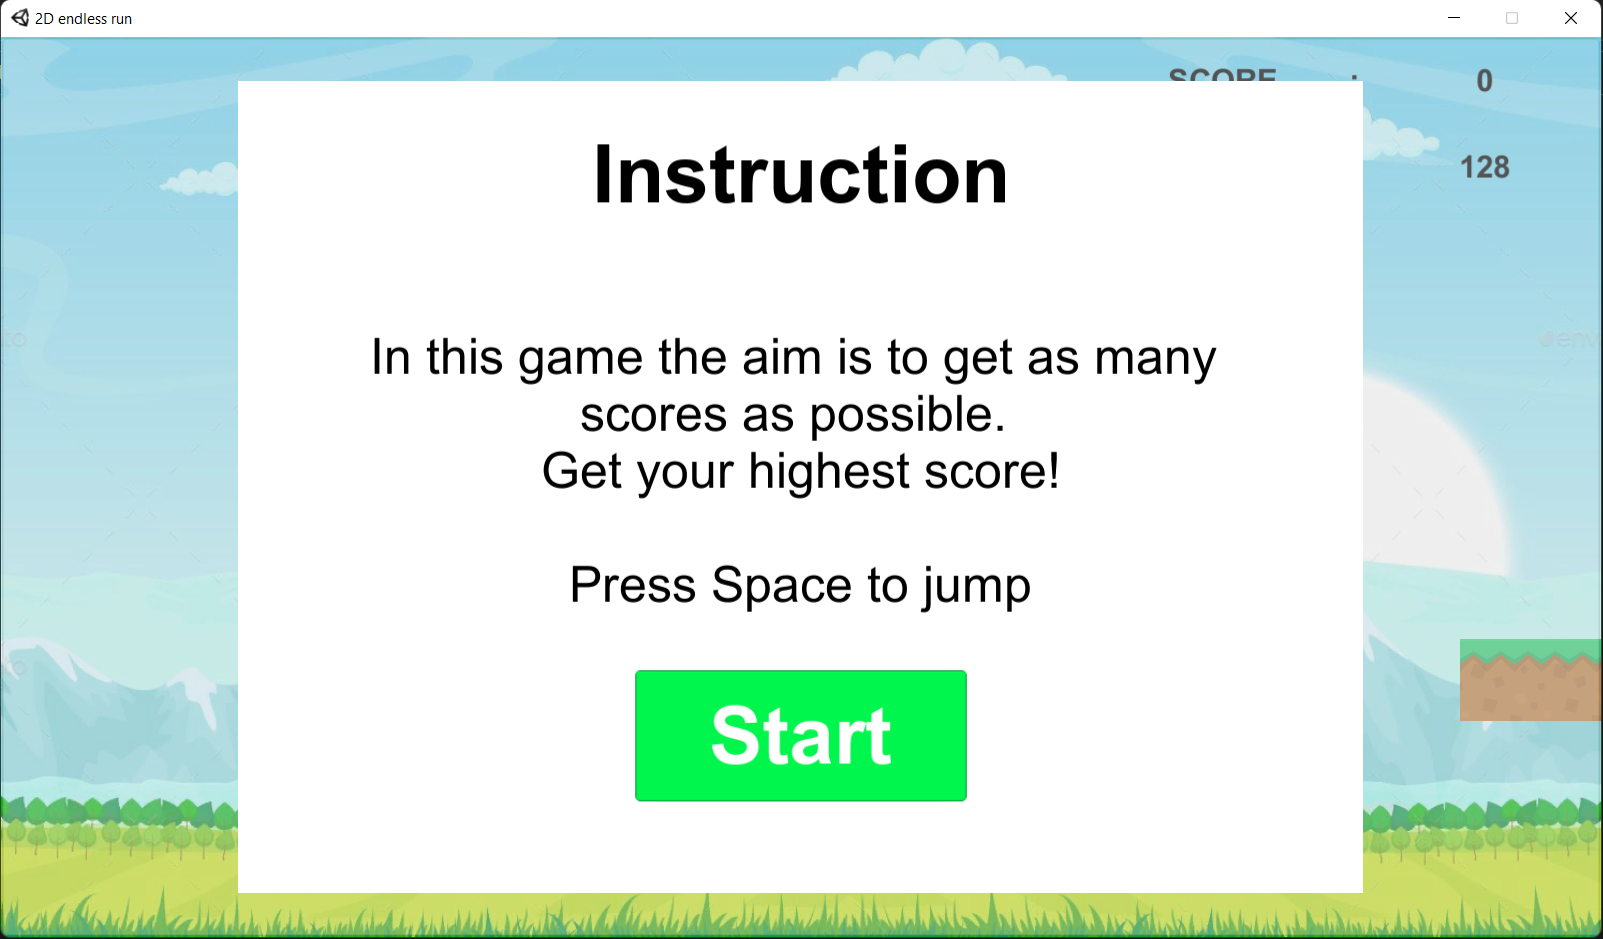 2D endless run
SCORE : 0
128
Instruction
In this game the aim is to get as many
scores as possible.
Get your highest score!
Press Space to jump
Start